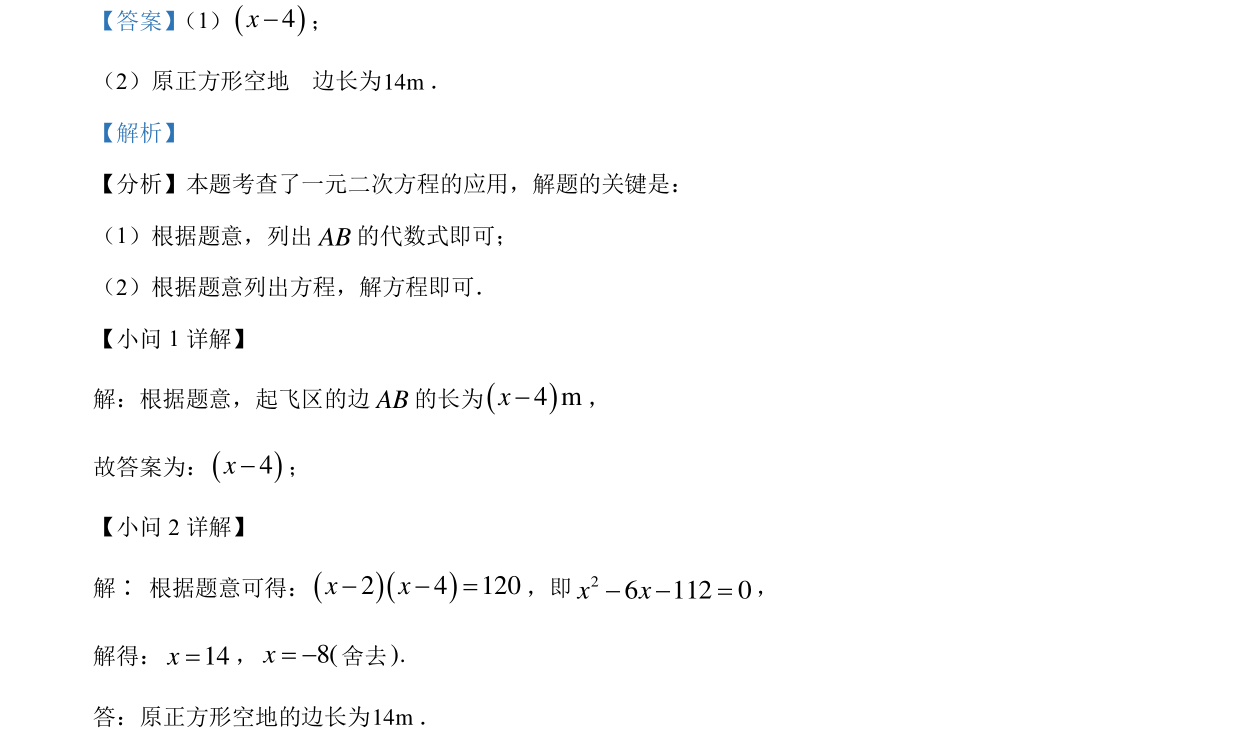 【答案】（1）(x−4)；
（2）原正方形空地　边长为14m．
【解析】
【分析】本题考查了一元二次方程的应用，解题的关键是：
（1）根据题意，列出 AB 的代数式即可；
（2）根据题意列出方程，解方程即可．
【小问 1 详解】
解：根据题意，起飞区的边 AB 的长为(x−4)m，
故答案为：(x−4)；
【小问 2 详解】
解∶ 根据题意可得：(x−2)(x−4)=120，即 x²−6x−112=0，
解得：x=14，x=−8(舍去).
答：原正方形空地的边长为14m．